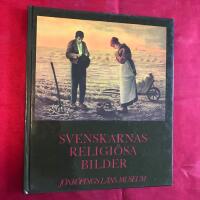 SVENSKARNAS
RELIGIÖSA
BILDER
JÖNKÖPINGS LÄNS MUSEUM